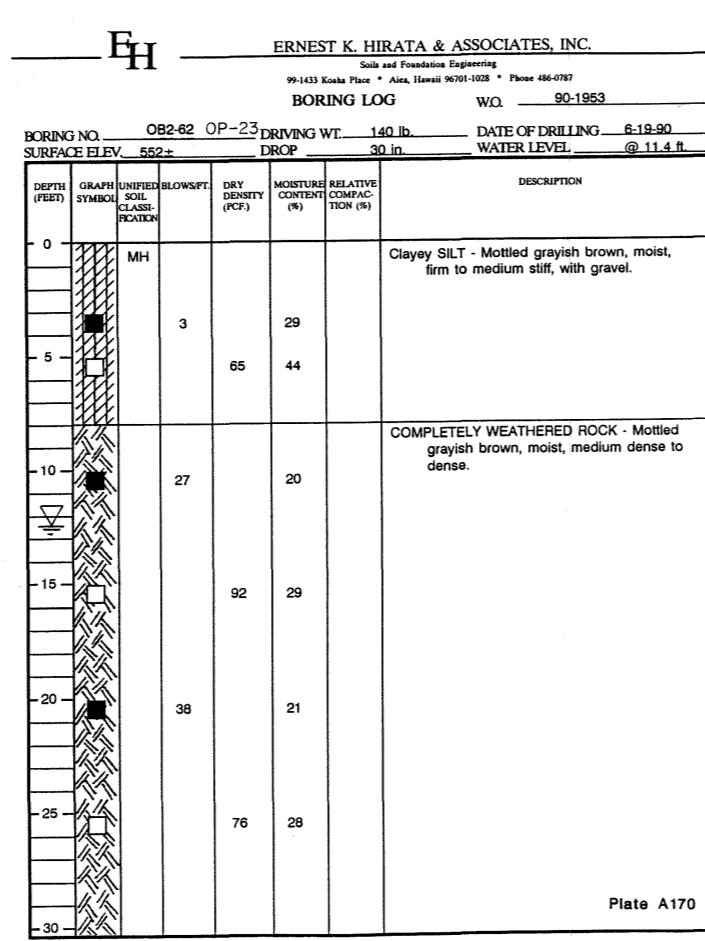 EH
ERNEST K. HIRATA & ASSOCIATES, INC.
Soils and Foundation Engineering
99-1433 Koaha Place * Aiea, Hawaii 96701-1028 * Phone 486-0787
BORING LOG W.O. 90-1953
BORING NO. OB2-62 OP-23 DRIVING WT. 140 lb. DATE OF DRILLING 6-19-90
SURFACE ELEV. 552± DROP 30 in. WATER LEVEL @ 11.4 ft.
DEPTH (FEET) GRAPH SYMBOL UNIFIED SOIL CLASSI-FICATION BLOWS/FT. DRY DENSITY (PCF.) MOISTURE CONTENT (%) RELATIVE COMPAC-TION (%) DESCRIPTION
0
MH Clayey SILT - Mottled grayish brown, moist,
firm to medium stiff, with gravel.
3 29
5 65 44
COMPLETELY WEATHERED ROCK - Mottled
grayish brown, moist, medium dense to
dense.
10 27 20
15 92 29
20 38 21
25 76 28
Plate A170
30